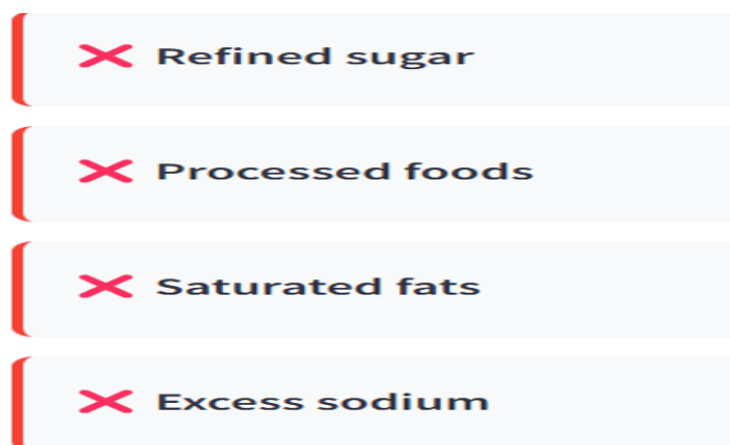 Refined sugar
Processed foods
Saturated fats
Excess sodium